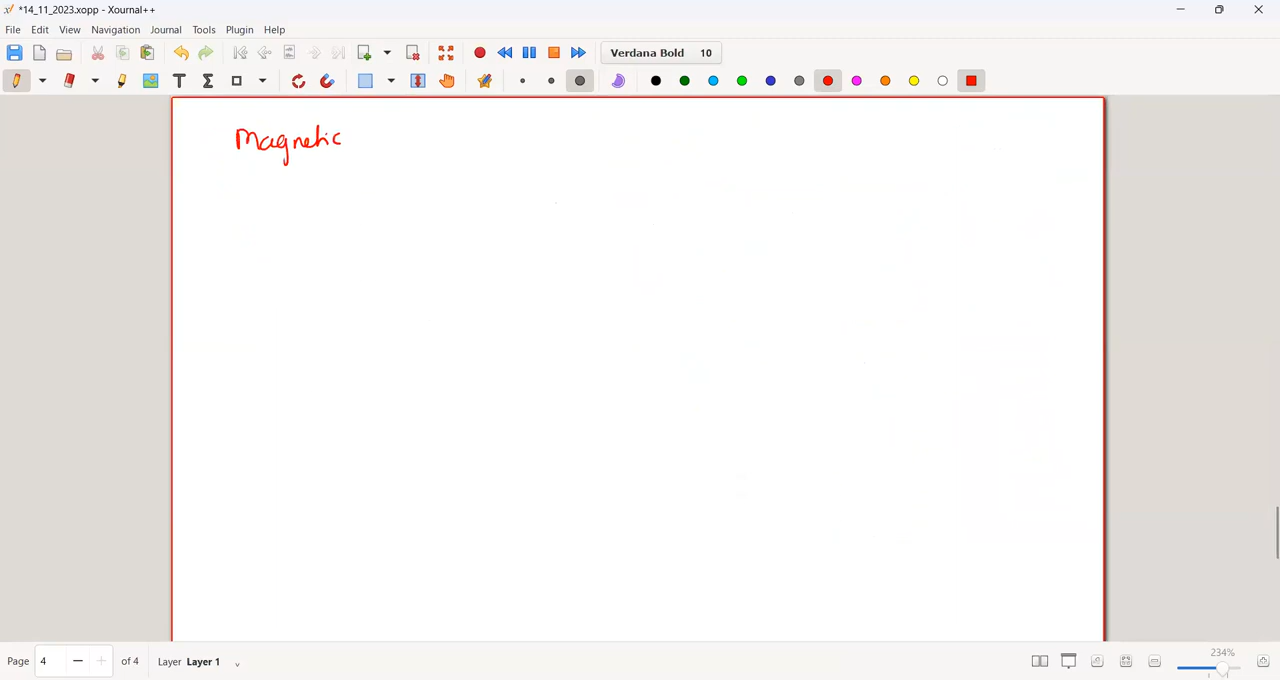 *14_11_2023.xopp - Xournal++
File Edit View Navigation Journal Tools Plugin Help
Verdana Bold 10
Magnetic
Page 4 of 4 Layer Layer 1
234%